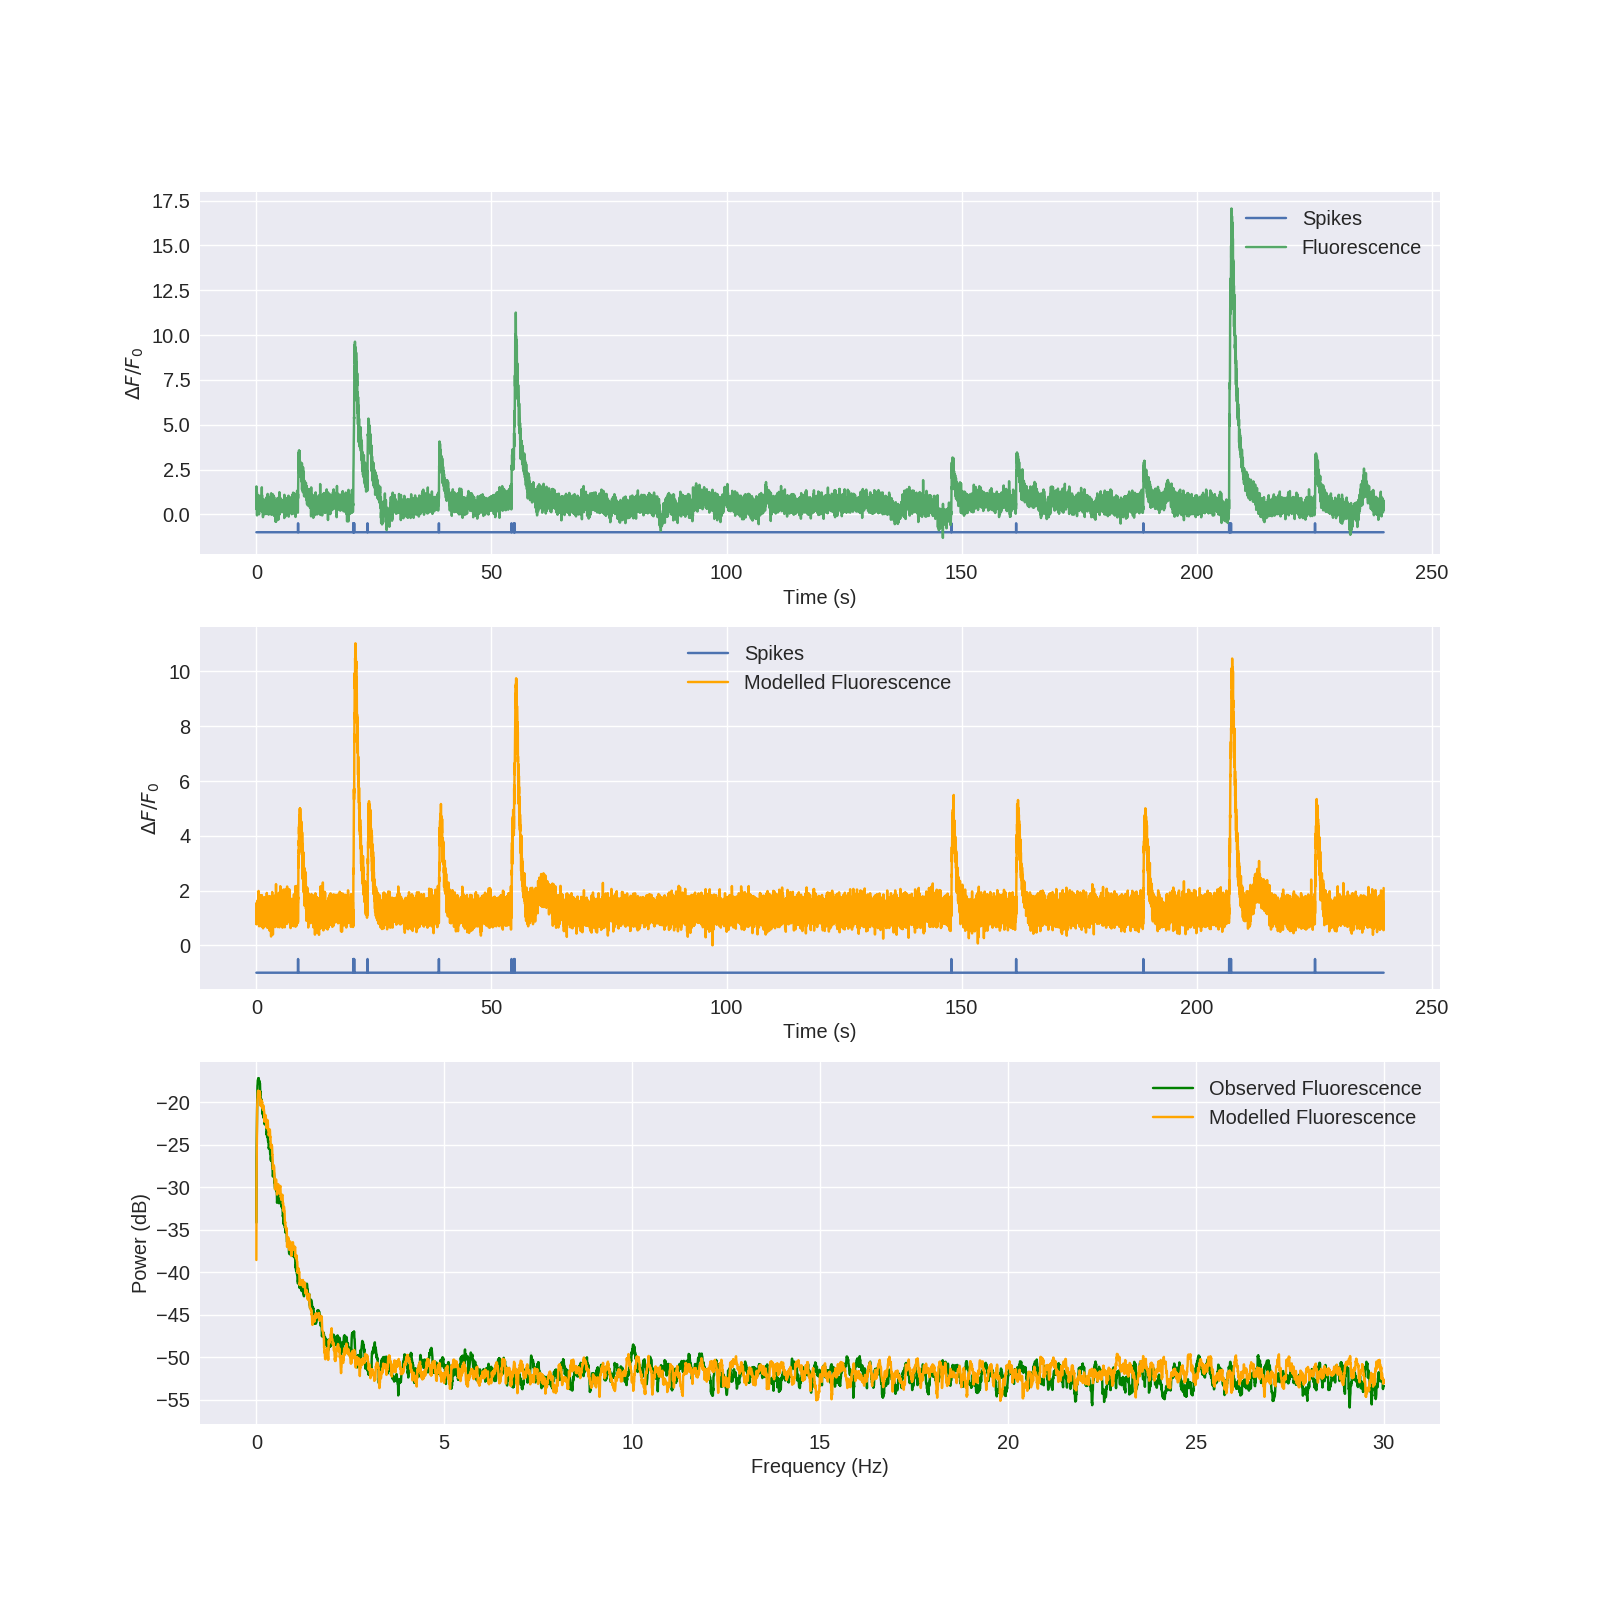 17.5
15.0
12.5
10.0
7.5
5.0
2.5
0.0
ΔF/F0
Spikes
Fluorescence
0 50 100 150 200 250
Time (s)
10
8
6
4
2
0
ΔF/F0
Spikes
Modelled Fluorescence
0 50 100 150 200 250
Time (s)
−20
−25
−30
−35
−40
−45
−50
−55
Power (dB)
Observed Fluorescence
Modelled Fluorescence
0 5 10 15 20 25 30
Frequency (Hz)